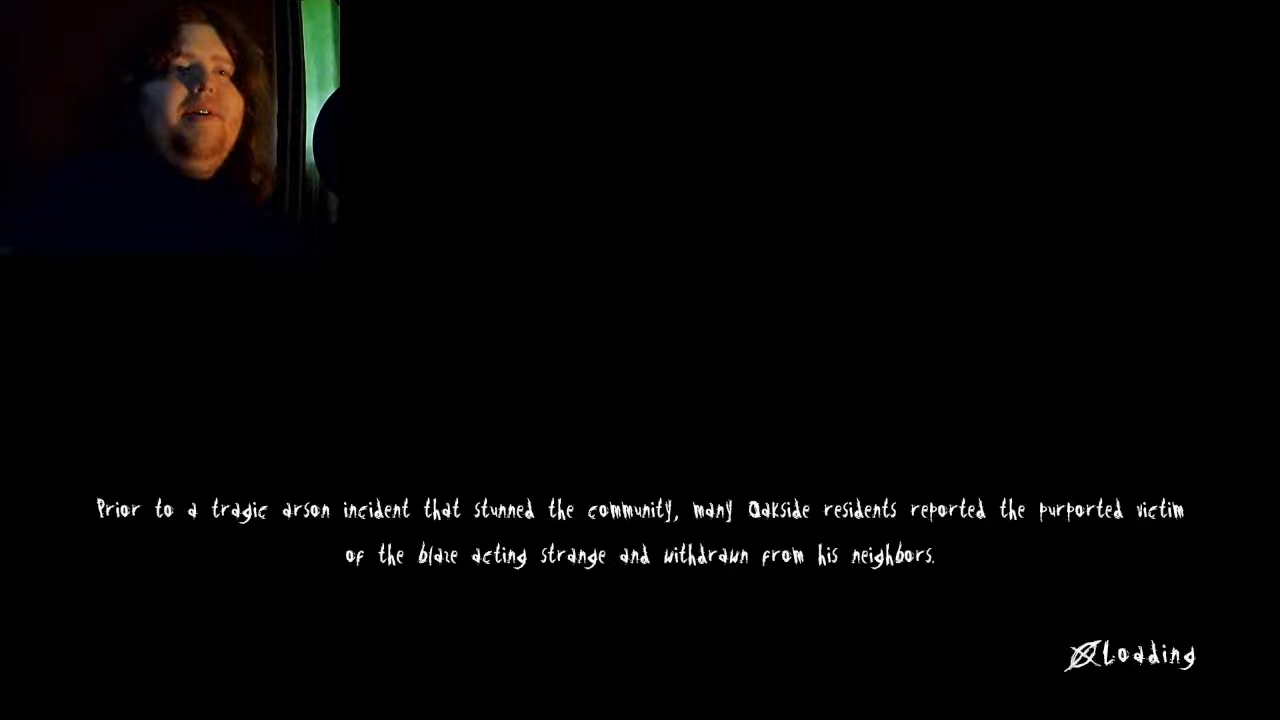 Prior to a tragic arson incident that stunned the community, many Oakside residents reported the purported victim
of the blaze acting strange and withdrawn from his neighbors.
Loading